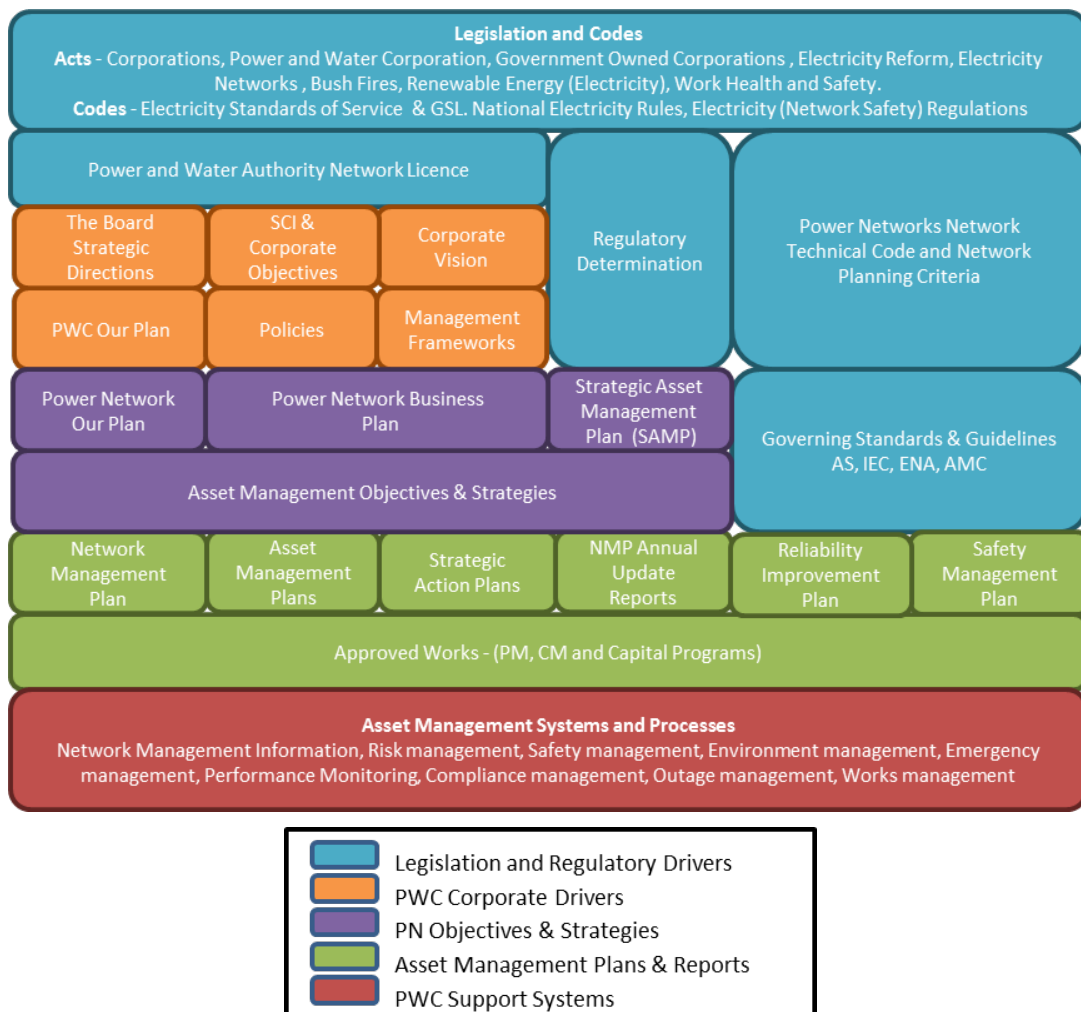 Legislation and Codes
Acts - Corporations, Power and Water Corporation, Government Owned Corporations , Electricity Reform, Electricity
Networks , Bush Fires, Renewable Energy (Electricity), Work Health and Safety.
Codes - Electricity Standards of Service & GSL. National Electricity Rules, Electricity (Network Safety) Regulations
Power and Water Authority Network Licence
The Board
Strategic
Directions
SCI &
Corporate
Objectives
Corporate
Vision
Regulatory
Determination
Power Networks Network
Technical Code and Network
Planning Criteria
PWC Our Plan
Policies
Management
Frameworks
Power Network
Our Plan
Power Network Business
Plan
Strategic Asset
Management
Plan (SAMP)
Governing Standards & Guidelines
AS, IEC, ENA, AMC
Asset Management Objectives & Strategies
Network
Management
Plan
Asset
Management
Plans
Strategic
Action Plans
NMP Annual
Update
Reports
Reliability
Improvement
Plan
Safety
Management
Plan
Approved Works - (PM, CM and Capital Programs)
Asset Management Systems and Processes
Network Management Information, Risk management, Safety management, Environment management, Emergency
management, Performance Monitoring, Compliance management, Outage management, Works management
Legislation and Regulatory Drivers
PWC Corporate Drivers
PN Objectives & Strategies
Asset Management Plans & Reports
PWC Support Systems